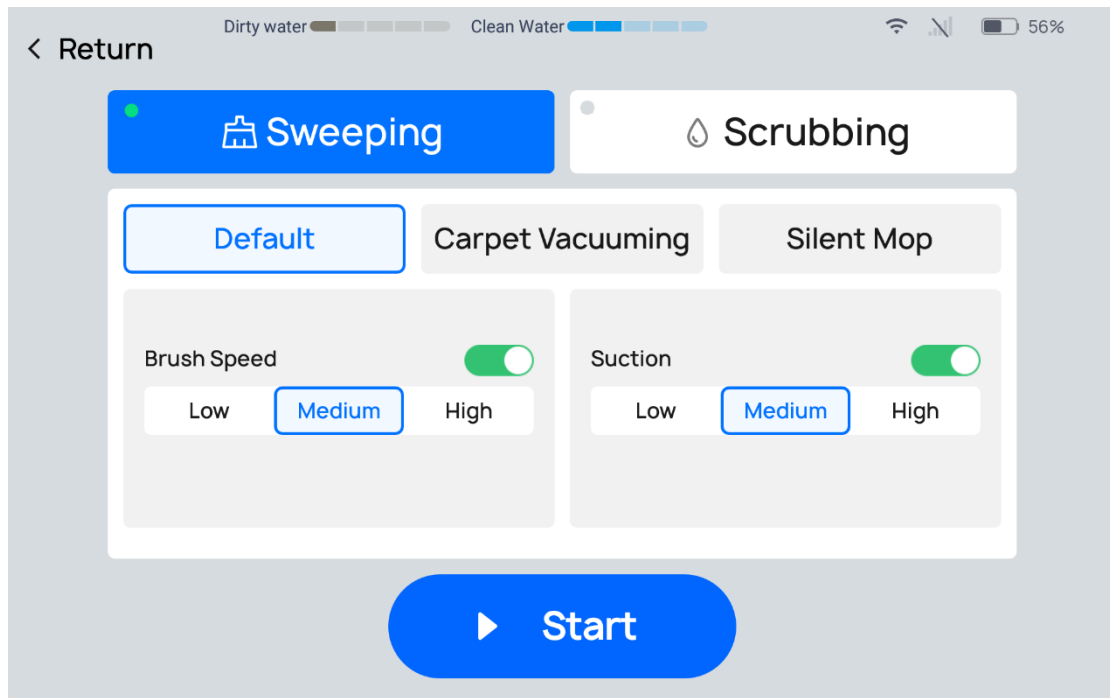 Dirty water Clean Water 56%
Return
Sweeping Scrubbing
Default Carpet Vacuuming Silent Mop
Brush Speed Suction
Low Medium High Low Medium High
Start